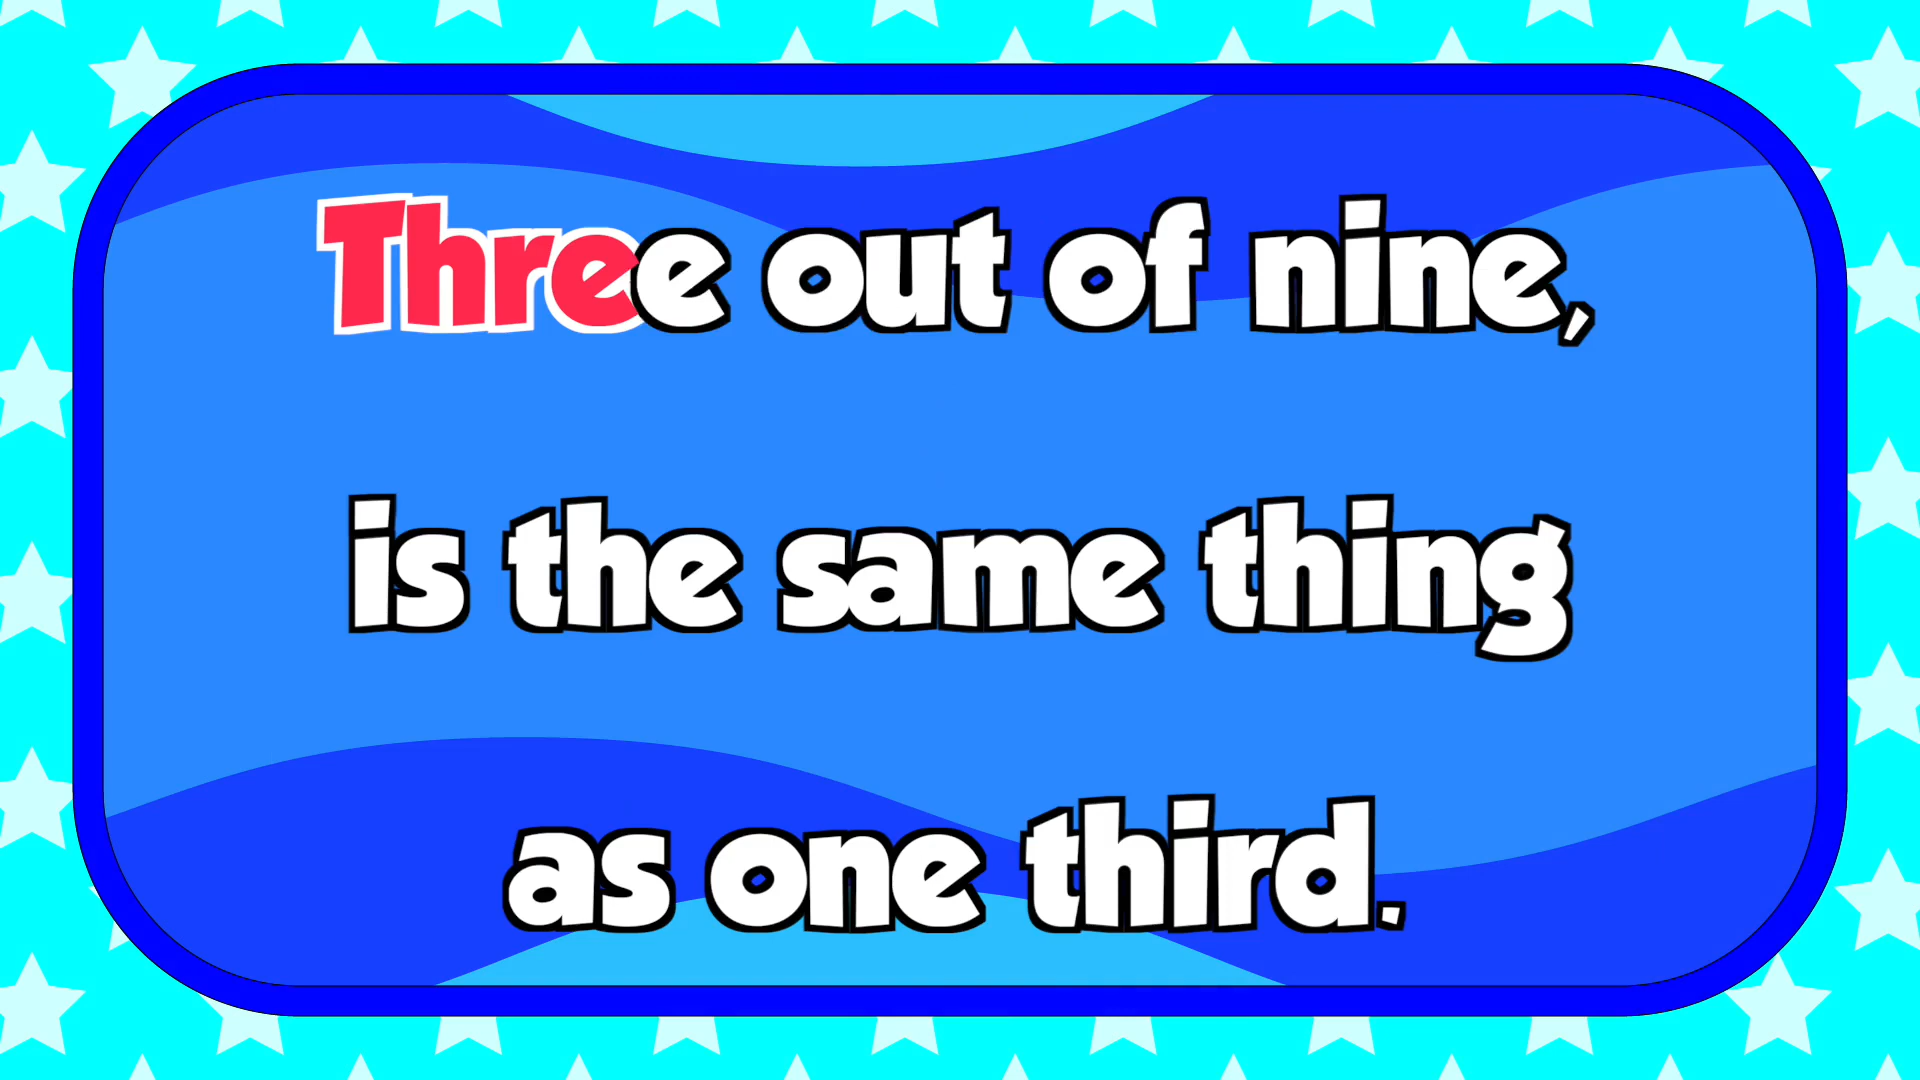 Three out of nine,
is the same thing
as one third.